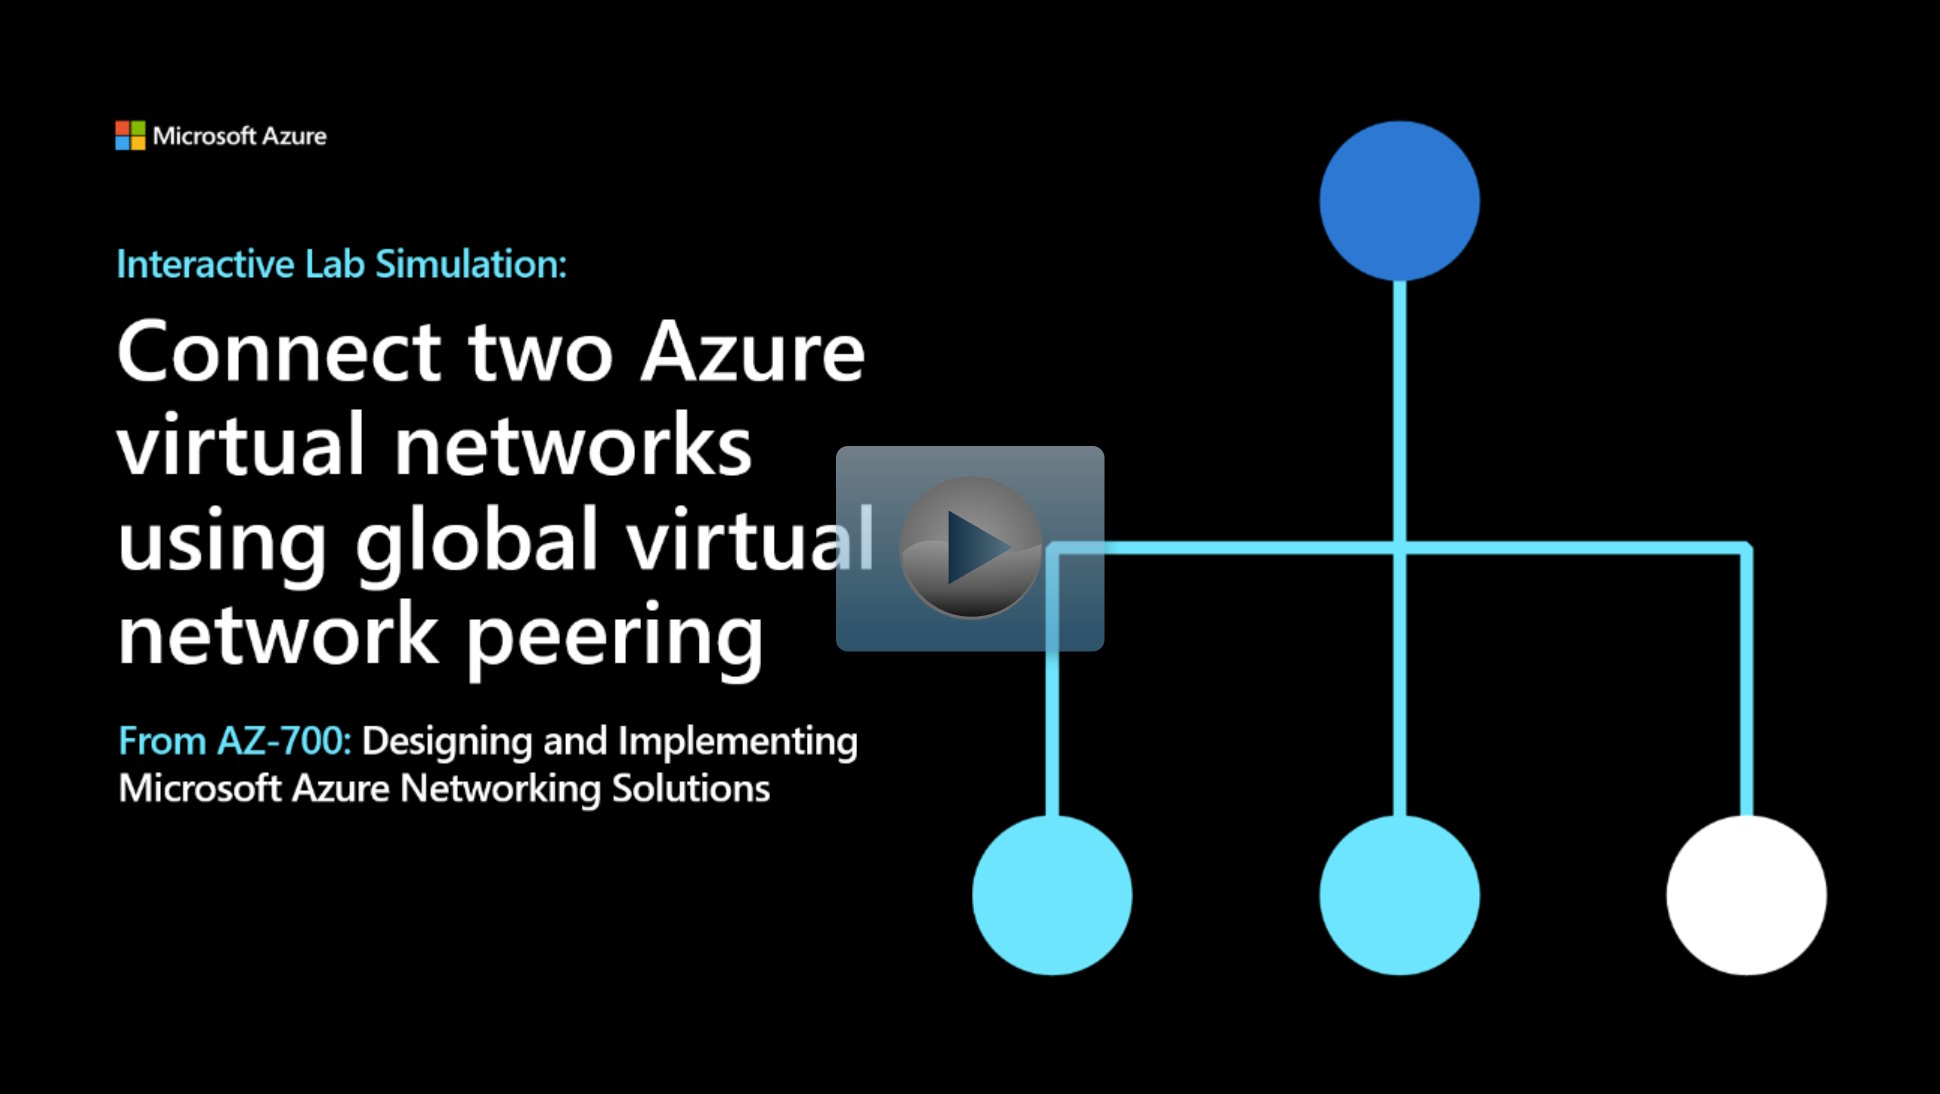 Microsoft Azure
Interactive Lab Simulation:
Connect two Azure
virtual networks
using global virtual
network peering
From AZ-700: Designing and Implementing
Microsoft Azure Networking Solutions